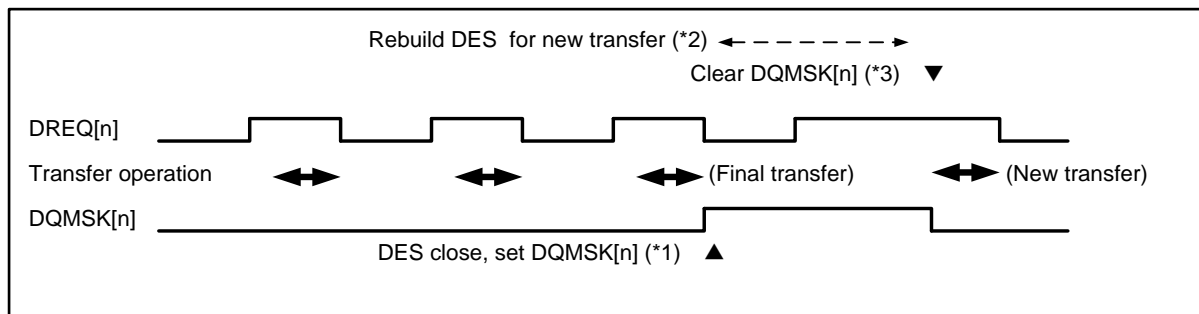 Rebuild DES for new transfer (*2)
Clear DQMSK[n] (*3)
DREQ[n]
Transfer operation (Final transfer) (New transfer)
DQMSK[n]
DES close, set DQMSK[n] (*1)